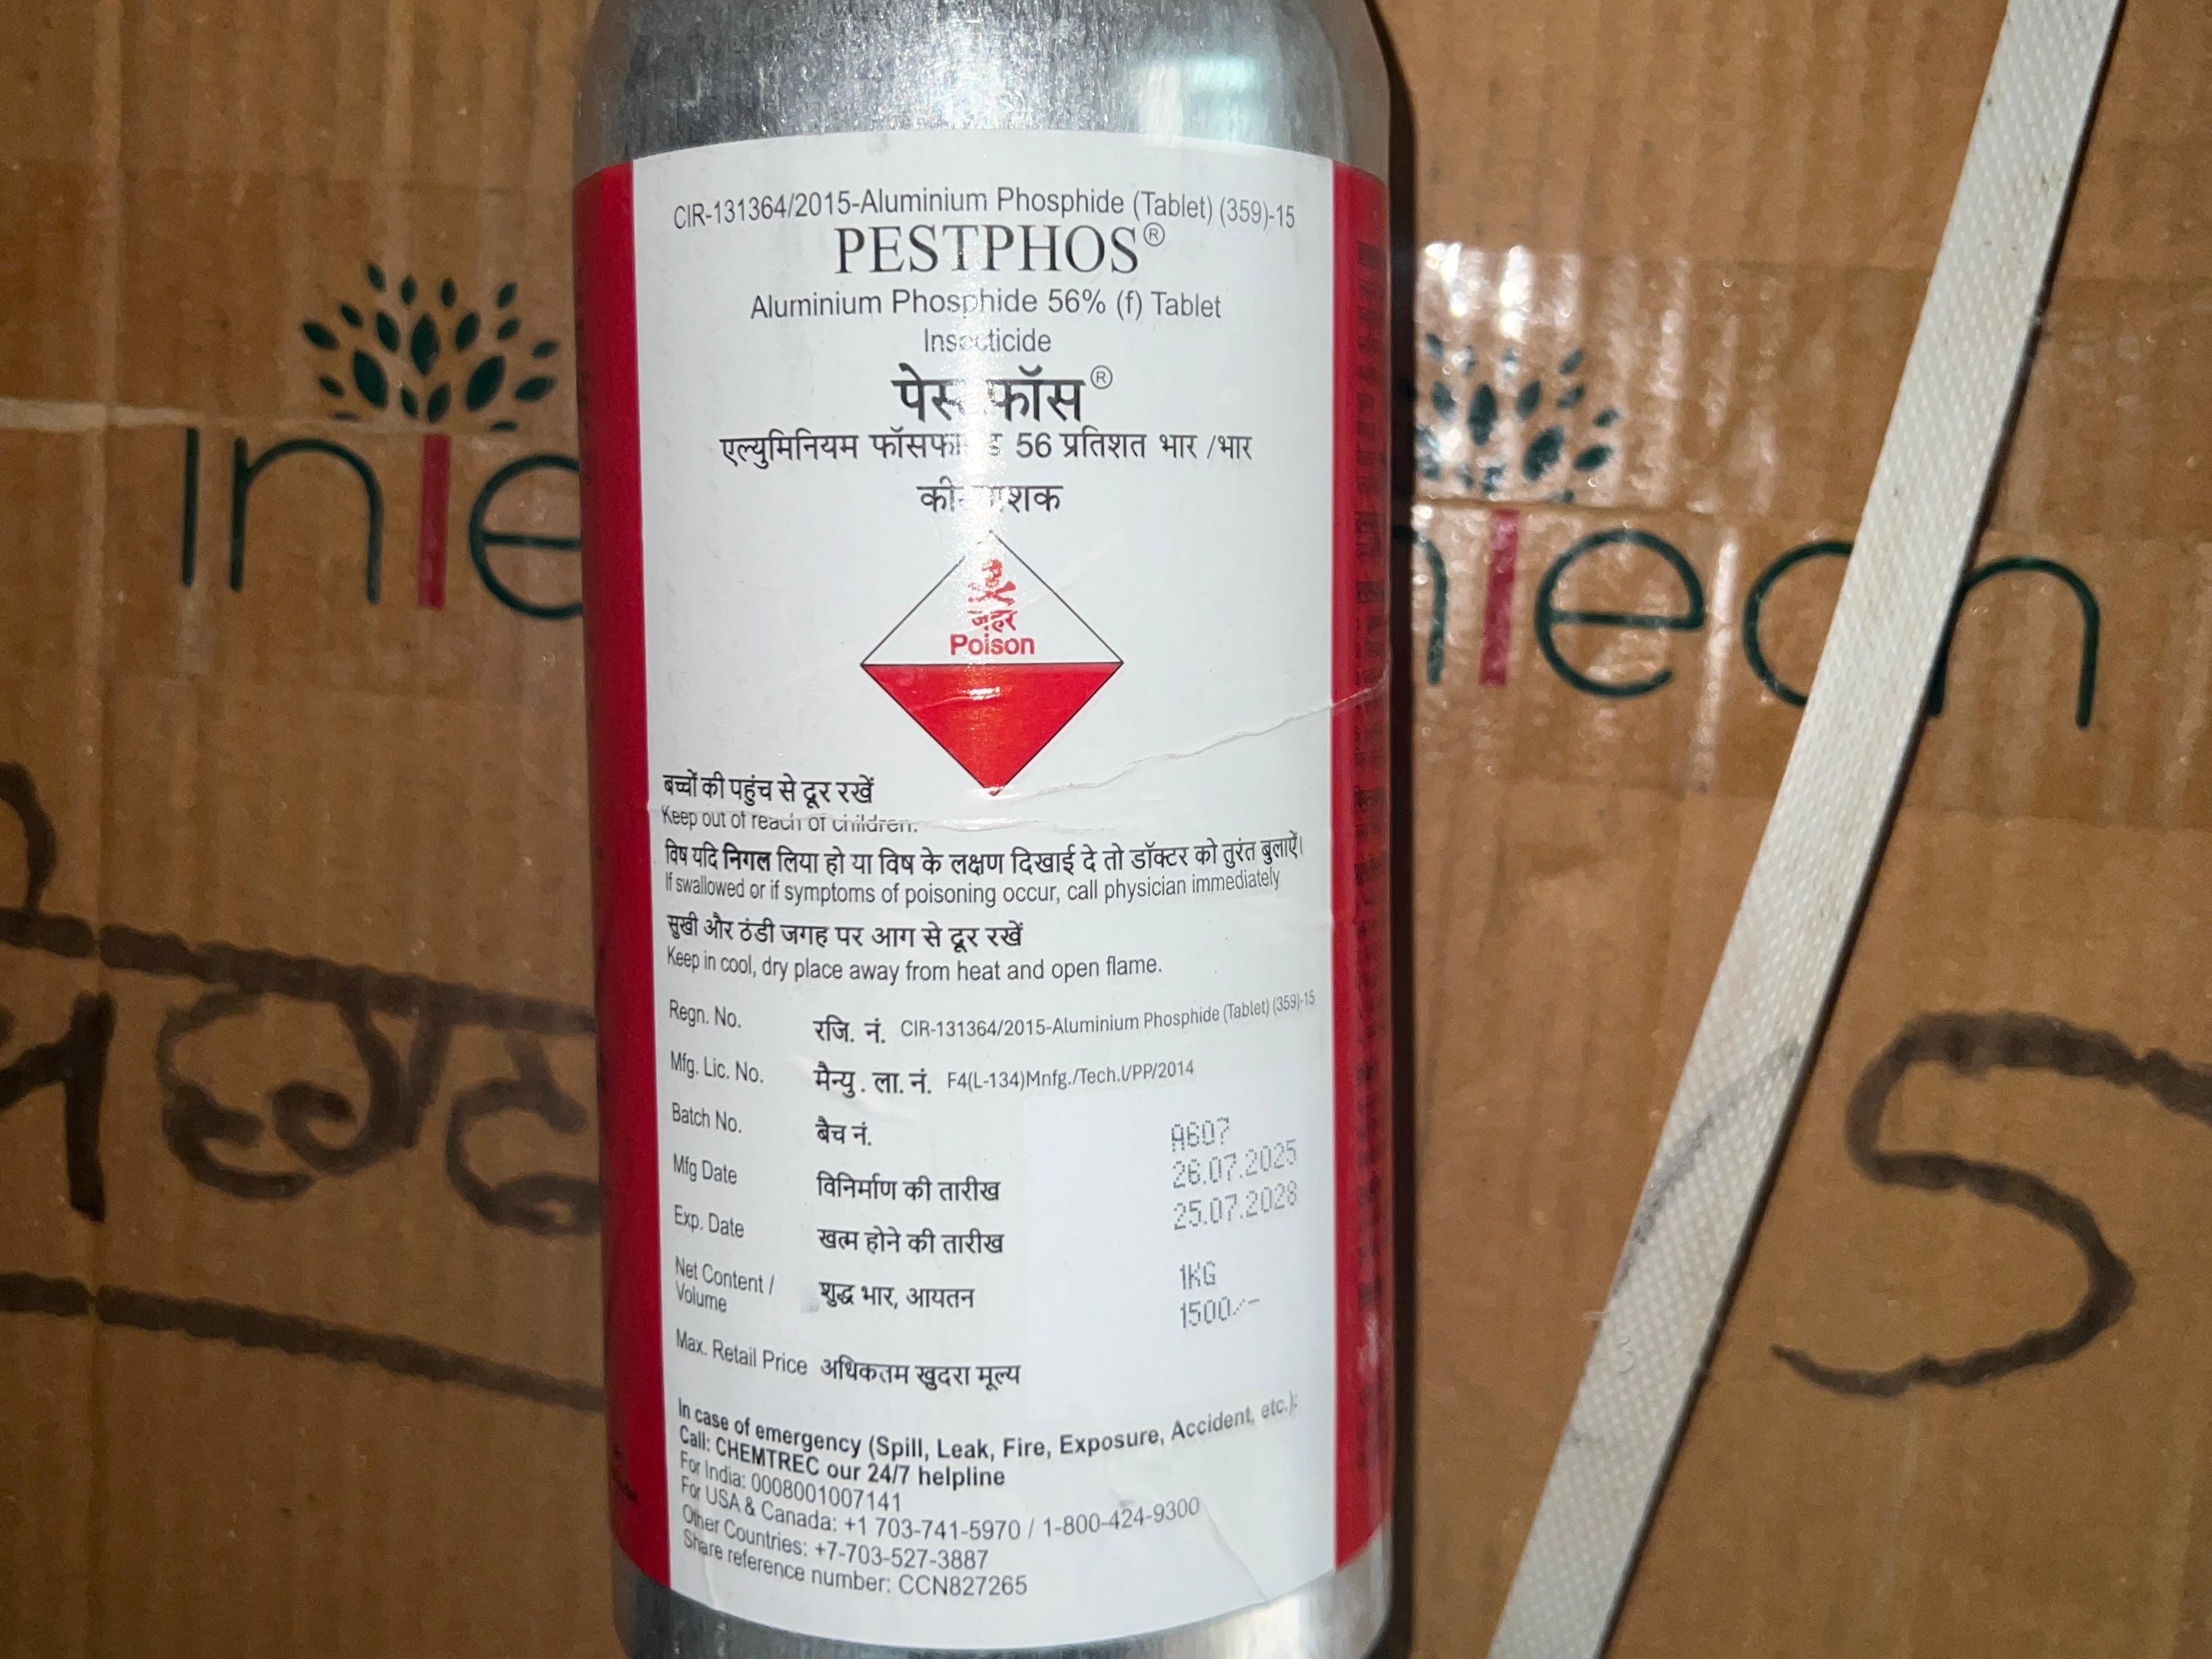 CIR-131364/2015-Aluminium Phosphide (Tablet) (359)-15
PESTPHOS®
Aluminium Phosphide 56% (f) Tablet
Insecticide
एल्युमिनियम 56 प्रतिशत भार /भार
जहर
Poison
बच्चों की पहुंच से दूर रखें
Keep out of reach of children.
विष यदि निगल लिया हो या विष के लक्षण दिखाई दे तो डॉक्टर को तुरंत बुलाऐं।
If swallowed or if symptoms of poisoning occur, call physician immediately
सुखी और ठंडी जगह पर आग से दूर रखें
Keep in cool, dry place away from heat and open flame.
Regn. No. रजि. नं. CIR-131364/2015-Aluminium Phosphide (Tablet) (359)-15
Mfg. Lic. No. मैन्यु. ला. नं. F4(L-134)Mnfg./Tech.I/PP/2014
Batch No. बैच नं. A607
Mfg Date विनिर्माण की तारीख 26.07.2025
Exp. Date खत्म होने की तारीख 25.07.2028
Net Content / Volume शुद्ध भार, आयतन 1KG
Max. Retail Price अधिकतम खुदरा मूल्य 1500/-
In case of emergency (Spill, Leak, Fire, Exposure, Accident, etc.):
Call: CHEMTREC our 24/7 helpline
For India: 0008001007141
For USA & Canada: +1 703-741-5970 / 1-800-424-9300
Other Countries: +7-703-527-3887
Share reference number: CCN827265
5